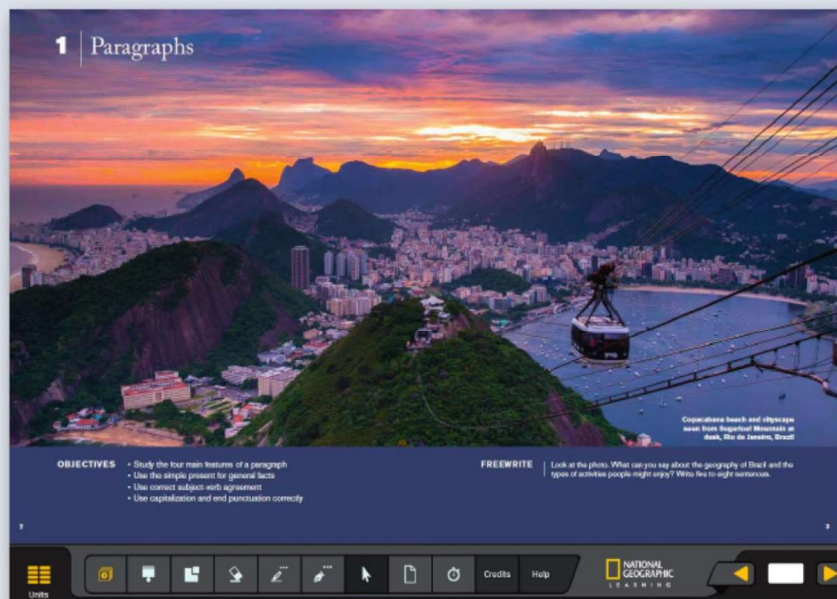 1 Paragraphs
Copacabana beach and cityscape
seen from Sugarloaf Mountain at
dusk, Rio de Janeiro, Brazil
OBJECTIVES
• Study the four main features of a paragraph
• Use the simple present for general facts
• Use correct subject-verb agreement
• Use capitalization and end punctuation correctly
FREEWRITE
Look at the photo. What can you say about the geography of Brazil and the
types of activities people might enjoy? Write five to eight sentences.
2
3
Units
Credits
Help
NATIONAL
GEOGRAPHIC
LEARNING